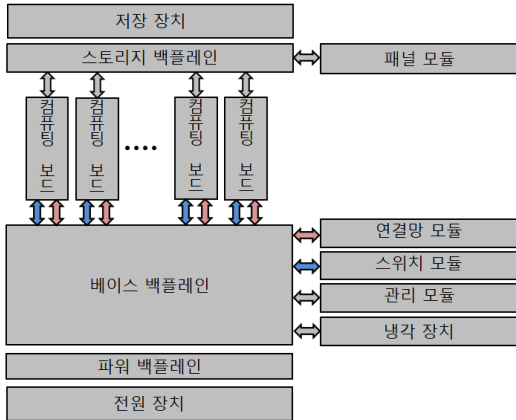 저장 장치
스토리지 백플레인
패널 모듈
컴퓨팅 보드
컴퓨팅 보드
....
컴퓨팅 보드
컴퓨팅 보드
베이스 백플레인
연결망 모듈
스위치 모듈
관리 모듈
냉각 장치
파워 백플레인
전원 장치